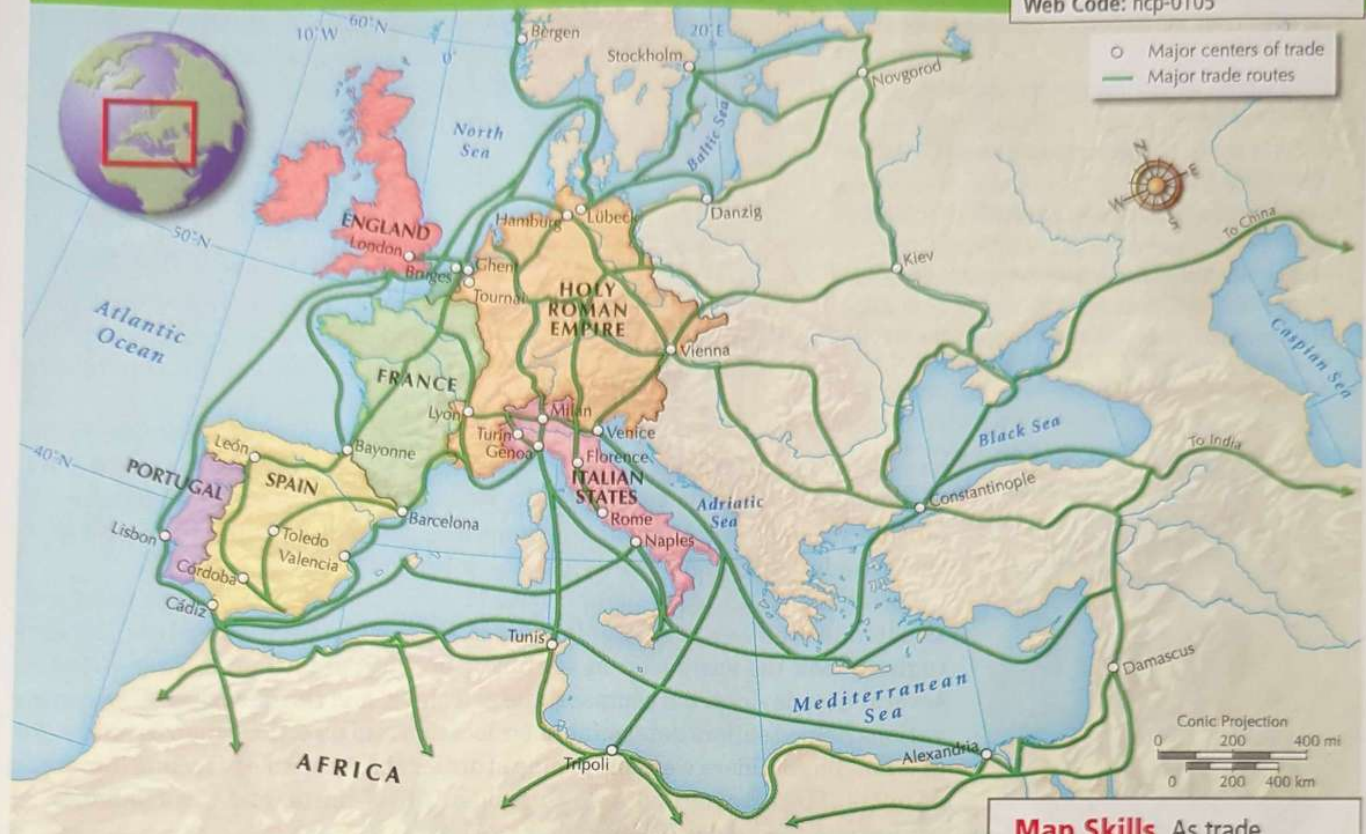 Web Code: ncp-0105
Major centers of trade
Major trade routes
10°W
60°N
0°
20°E
50°N
40°N
Bergen
Stockholm
Novgorod
North
Sea
Baltic Sea
ENGLAND
London
Hamburg
Lübeck
Danzig
Bruges
Ghent
Tournai
Kiev
To China
N
E
S
W
Atlantic
Ocean
HOLY
ROMAN
EMPIRE
Vienna
FRANCE
Lyon
Milan
Turin
Genoa
Venice
Florence
Caspian Sea
Black Sea
To India
León
Bayonne
PORTUGAL
SPAIN
ITALIAN
STATES
Adriatic
Sea
Constantinople
Lisbon
Toledo
Valencia
Barcelona
Rome
Naples
Córdoba
Cádiz
Tunis
Damascus
Mediterranean
Sea
AFRICA
Tripoli
Alexandria
Conic Projection
0 200 400 mi
0 200 400 km
Map Skills As trade